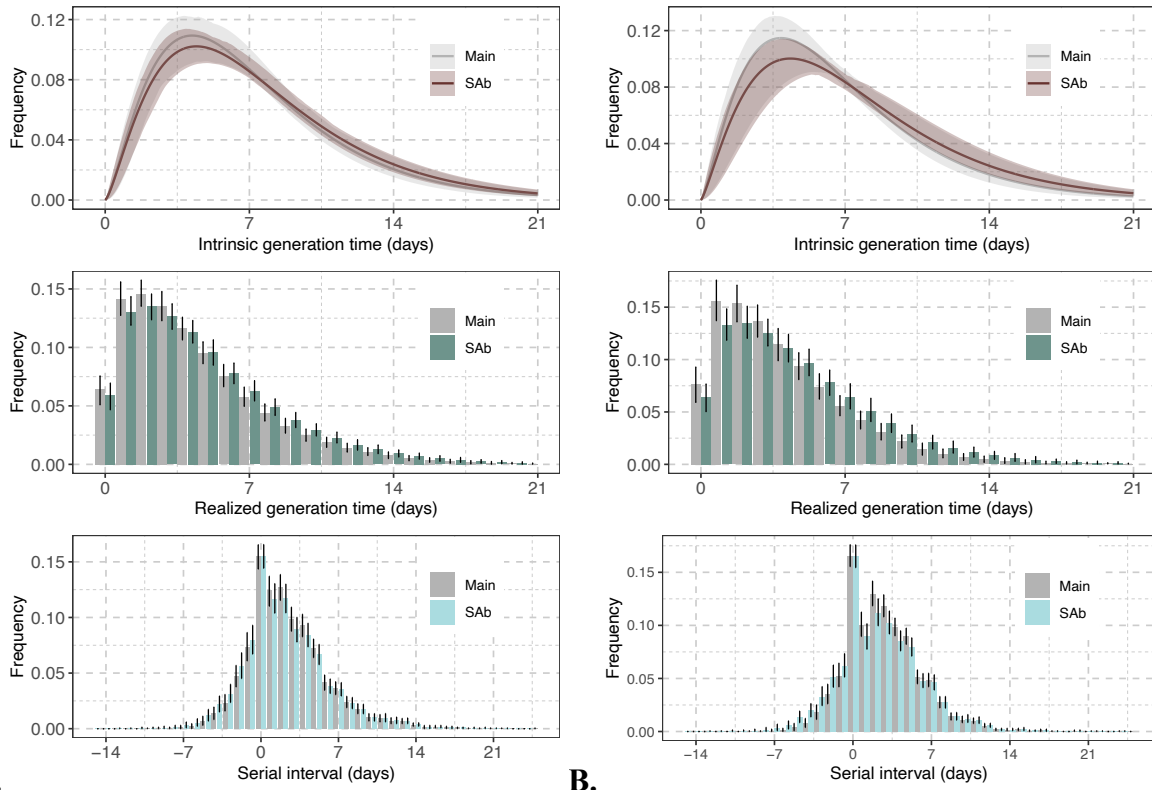 0.12
0.08
0.04
0.00
Frequency
Main
SAb
0 7 14 21
Intrinsic generation time (days)
0.12
0.08
0.04
0.00
Frequency
Main
SAb
0 7 14 21
Intrinsic generation time (days)
0.15
0.10
0.05
0.00
Frequency
Main
SAb
0 7 14 21
Realized generation time (days)
0.15
0.10
0.05
0.00
Frequency
Main
SAb
0 7 14 21
Realized generation time (days)
0.15
0.10
0.05
0.00
Frequency
Main
SAb
−14 −7 0 7 14 21
Serial interval (days)
0.15
0.10
0.05
0.00
Frequency
Main
SAb
−14 −7 0 7 14 21
Serial interval (days)
B.